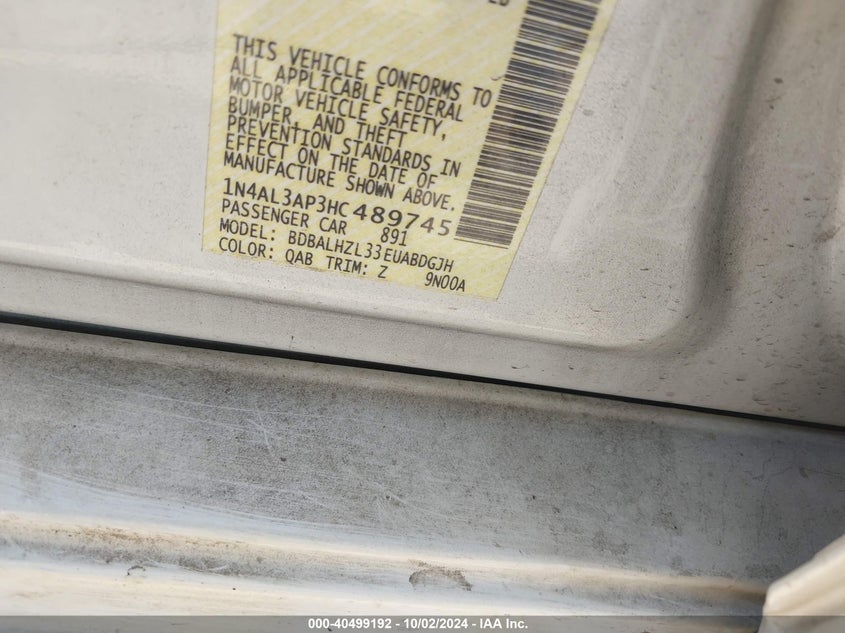 THIS VEHICLE CONFORMS TO
ALL APPLICABLE FEDERAL
MOTOR VEHICLE SAFETY,
BUMPER, AND THEFT
PREVENTION STANDARDS IN
EFFECT ON THE DATE OF
MANUFACTURE SHOWN ABOVE.
1N4AL3AP3HC489745
PASSENGER CAR 891
MODEL: BDBALHZL33EUABDGJH
COLOR: QAB TRIM: Z 9N00A
000-40499192 - 10/02/2024 - IAA Inc.